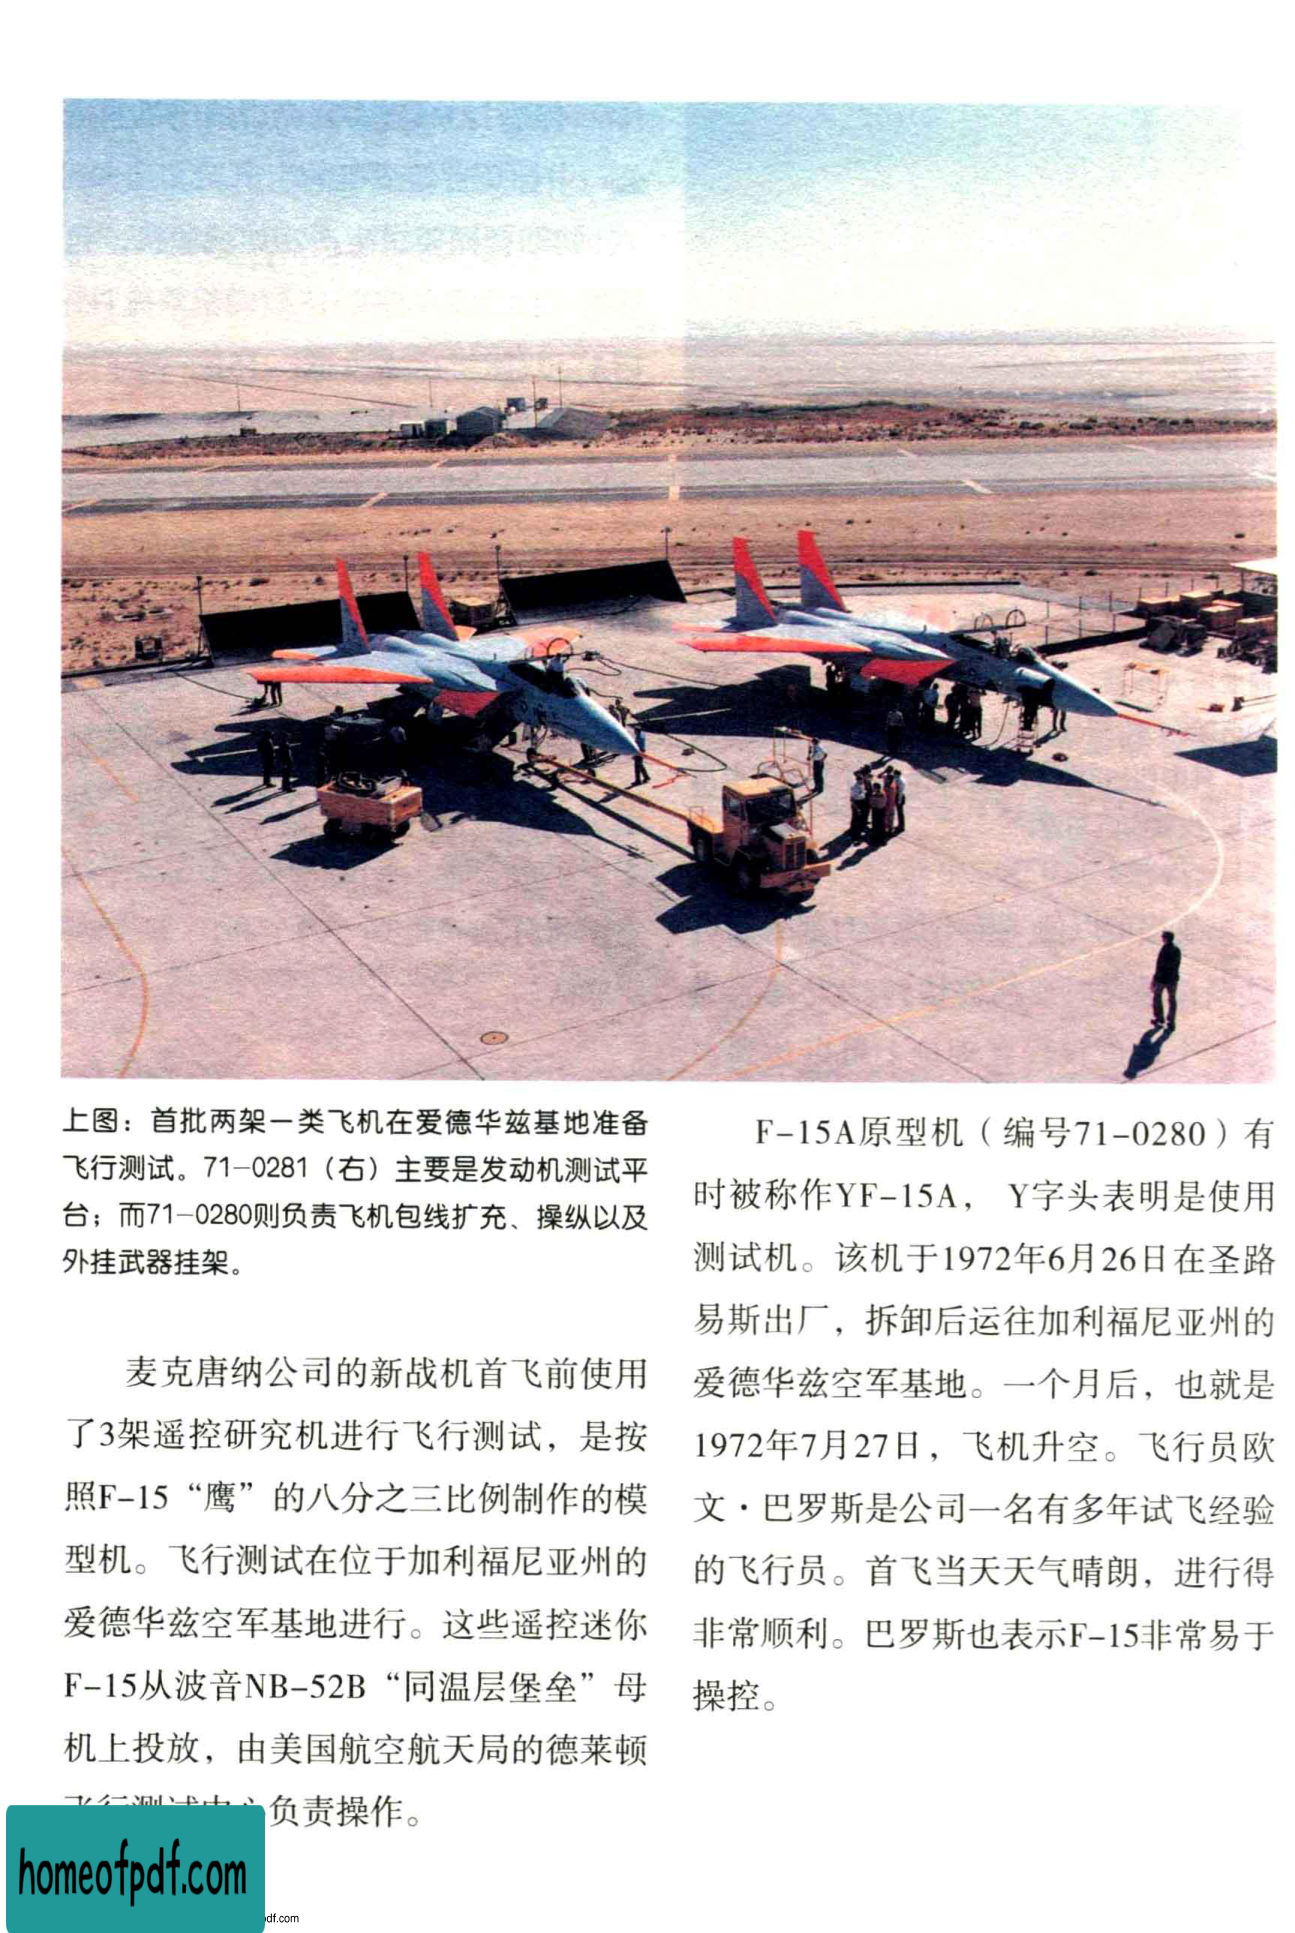 上图：首批两架一类飞机在爱德华兹基地准备
飞行测试。71-0281（右）主要是发动机测试平
台；而71-0280则负责飞机包线扩充、操纵以及
外挂武器挂架。
麦克唐纳公司的新战机首飞前使用
了3架遥控研究机进行飞行测试，是按
照F-15“鹰”的八分之三比例制作的模
型机。飞行测试在位于加利福尼亚州的
爱德华兹空军基地进行。这些遥控迷你
F-15从波音NB-52B“同温层堡垒”母
机上投放，由美国航空航天局的德莱顿
飞行测试中心负责操作。
F-15A原型机（编号71-0280）有
时被称作YF-15A， Y字头表明是使用
测试机。该机于1972年6月26日在圣路
易斯出厂，拆卸后运往加利福尼亚州的
爱德华兹空军基地。一个月后，也就是
1972年7月27日，飞机升空。飞行员欧
文·巴罗斯是公司一名有多年试飞经验
的飞行员。首飞当天天气晴朗，进行得
非常顺利。巴罗斯也表示F-15非常易于
操控。
homeofpdf.com
df.com